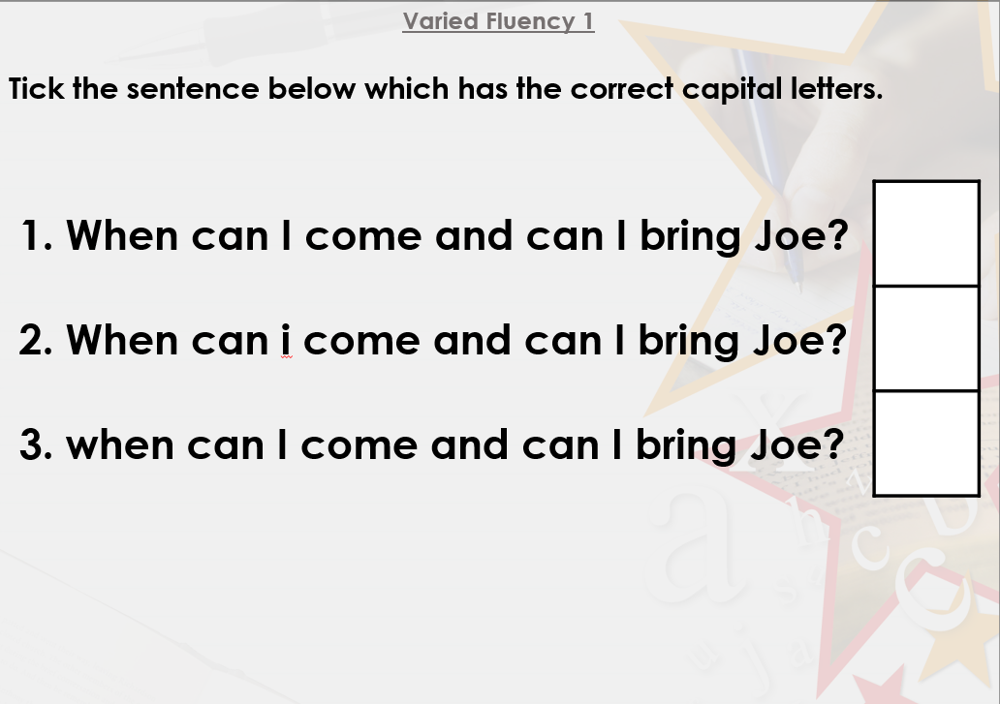 Varied Fluency 1
Tick the sentence below which has the correct capital letters.
1. When can I come and can I bring Joe?
2. When can i come and can I bring Joe?
3. when can I come and can I bring Joe?